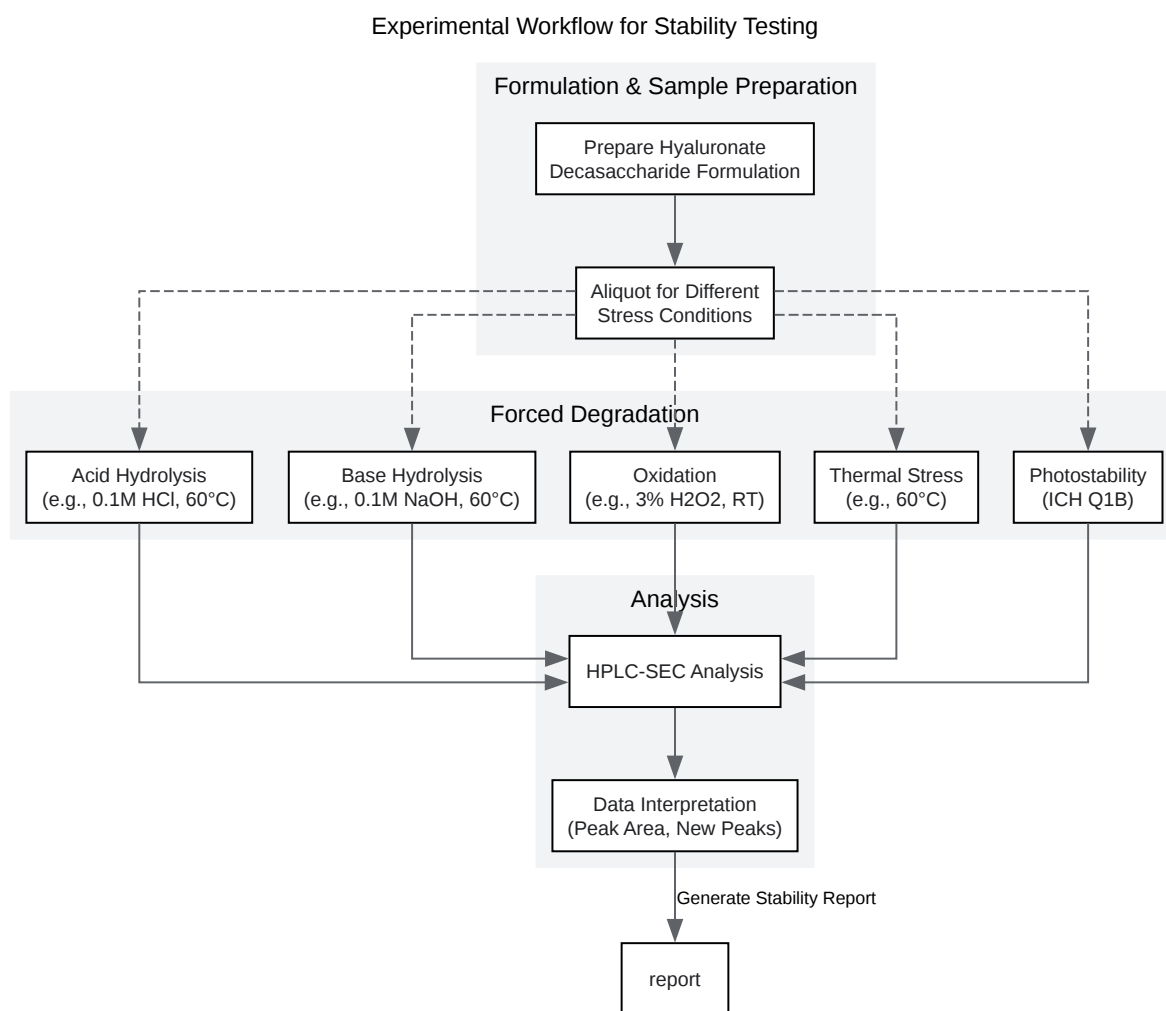 Experimental Workflow for Stability Testing
Formulation & Sample Preparation
Prepare Hyaluronate
Decasaccharide Formulation
Aliquot for Different
Stress Conditions
Forced Degradation
Acid Hydrolysis
(e.g., 0.1M HCl, 60°C)
Base Hydrolysis
(e.g., 0.1M NaOH, 60°C)
Oxidation
(e.g., 3% H2O2, RT)
Thermal Stress
(e.g., 60°C)
Photostability
(ICH Q1B)
Analysis
HPLC-SEC Analysis
Data Interpretation
(Peak Area, New Peaks)
Generate Stability Report
report